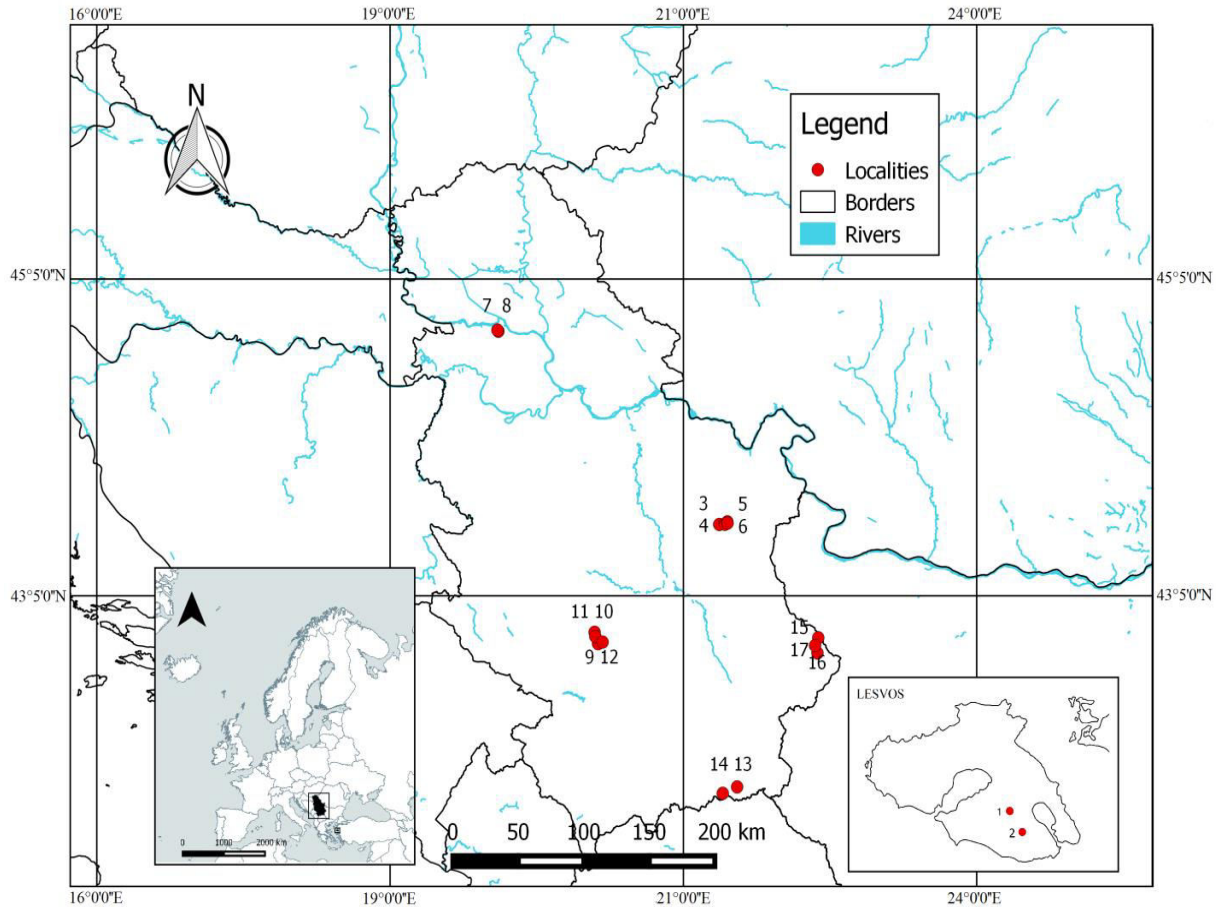 16°0'0"E 19°0'0"E 21°0'0"E 24°0'0"E
N
Legend
Localities
Borders
Rivers
45°5'0"N 45°5'0"N
7 8
3 5
4 6
43°5'0"N 43°5'0"N
11 10
9 12
15
17
16
LESVOS
1
2
14 13
0 50 100 150 200 km
0 1000 2000 km
16°0'0"E 19°0'0"E 21°0'0"E 24°0'0"E